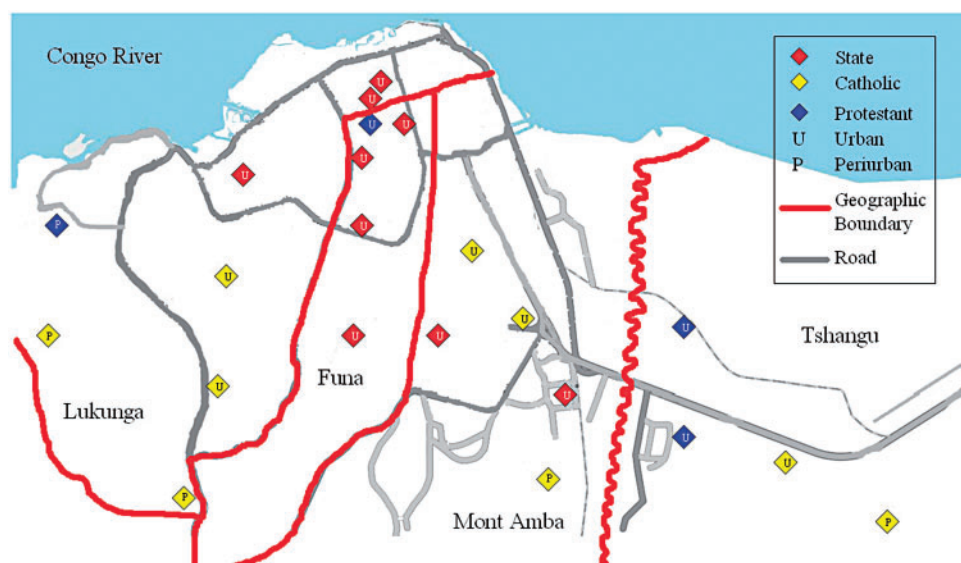 Congo River
State
Catholic
Protestant
U Urban
P Periurban
Geographic
Boundary
Road
U
U
U
U
U
U
P
U
U
U
U
P
U
U
U
Tshangu
Funa
U
Lukunga
U
U
U
P
P
Mont Amba
P